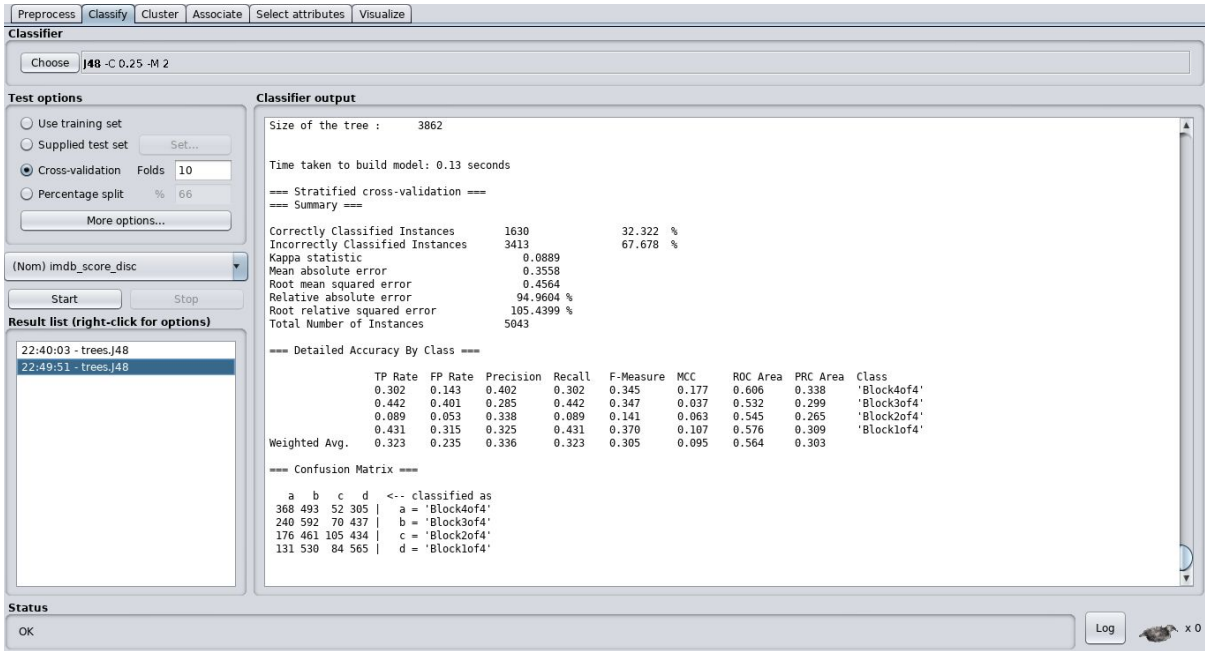 Preprocess Classify Cluster Associate Select attributes Visualize
Classifier
Choose J48 -C 0.25 -M 2
Test options
Use training set
Supplied test set Set...
Cross-validation Folds 10
Percentage split % 66
More options...
(Nom) imdb_score_disc
Start Stop
Result list (right-click for options)
22:40:03 - trees.J48
22:49:51 - trees.J48
Classifier output
Size of the tree : 3862
Time taken to build model: 0.13 seconds
=== Stratified cross-validation ===
=== Summary ===
Correctly Classified Instances 1630 32.322 %
Incorrectly Classified Instances 3413 67.678 %
Kappa statistic 0.0889
Mean absolute error 0.3558
Root mean squared error 0.4564
Relative absolute error 94.9604 %
Root relative squared error 105.4399 %
Total Number of Instances 5043
=== Detailed Accuracy By Class ===
TP Rate FP Rate Precision Recall F-Measure MCC ROC Area PRC Area Class
0.302 0.143 0.402 0.302 0.345 0.177 0.606 0.338 'Block4of4'
0.442 0.401 0.285 0.442 0.347 0.037 0.532 0.299 'Block3of4'
0.089 0.053 0.338 0.089 0.141 0.063 0.545 0.265 'Block2of4'
0.431 0.315 0.325 0.431 0.370 0.107 0.576 0.309 'Block1of4'
Weighted Avg. 0.323 0.235 0.336 0.323 0.305 0.095 0.564 0.303
=== Confusion Matrix ===
a b c d <-- classified as
368 493 52 305 | a = 'Block4of4'
240 592 70 437 | b = 'Block3of4'
176 461 105 434 | c = 'Block2of4'
131 530 84 565 | d = 'Block1of4'
Status
OK
Log x 0